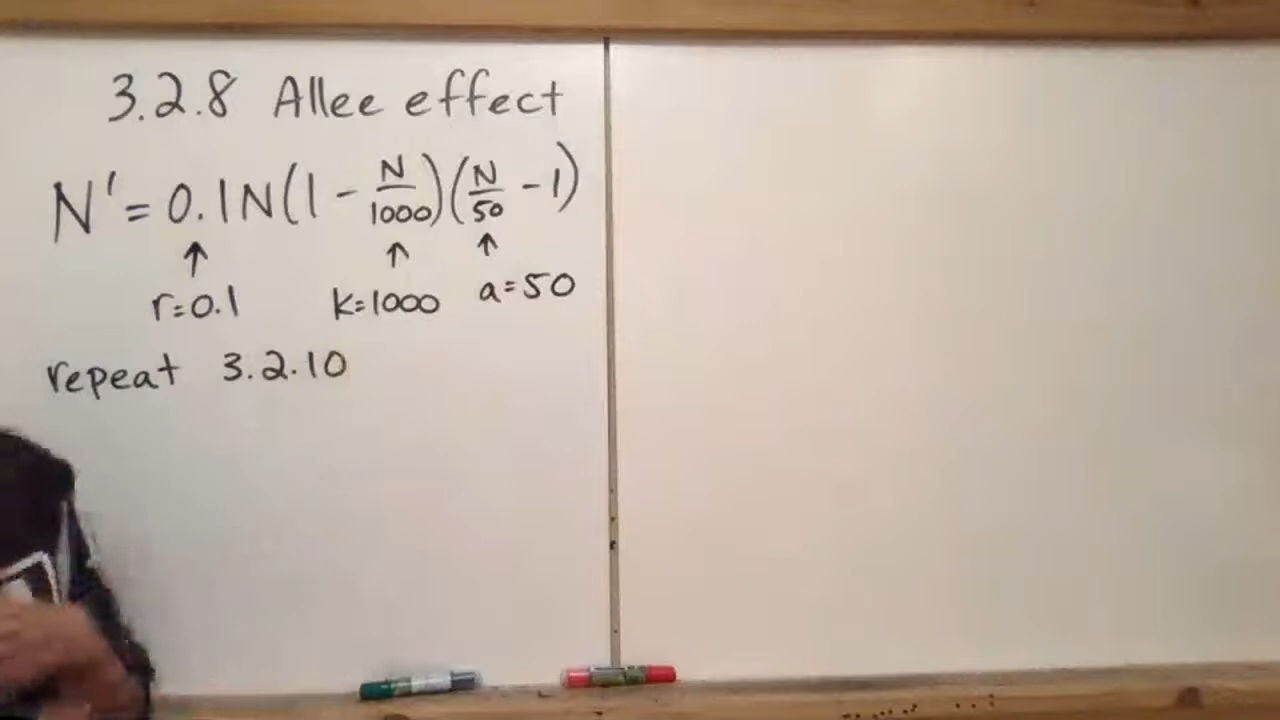 3.2.8 Allee effect
N' = 0.1N(1 - N/1000)(N/50 - 1)
↑ ↑ ↑
r=0.1 k=1000 a=50
repeat 3.2.10